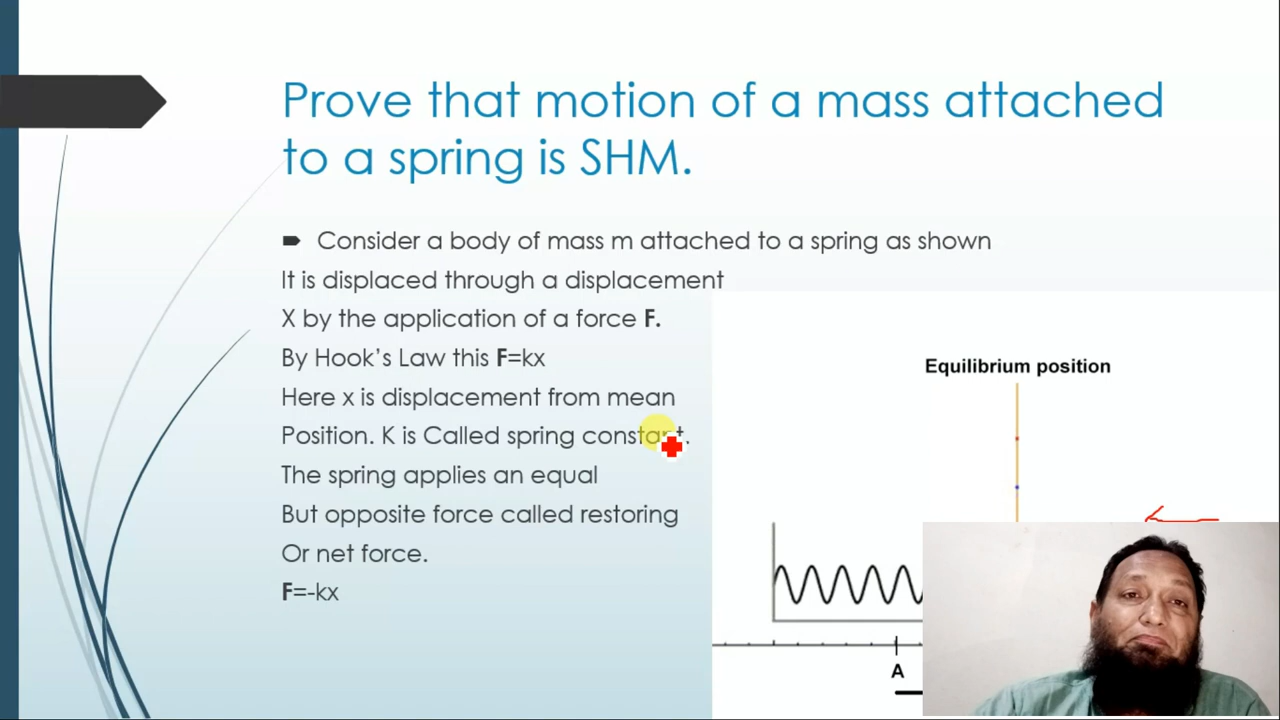 Prove that motion of a mass attached
to a spring is SHM.
Consider a body of mass m attached to a spring as shown
It is displaced through a displacement
X by the application of a force F.
By Hook’s Law this F=kx
Here x is displacement from mean
Position. K is Called spring constant.
The spring applies an equal
But opposite force called restoring
Or net force.
F=-kx
Equilibrium position
A